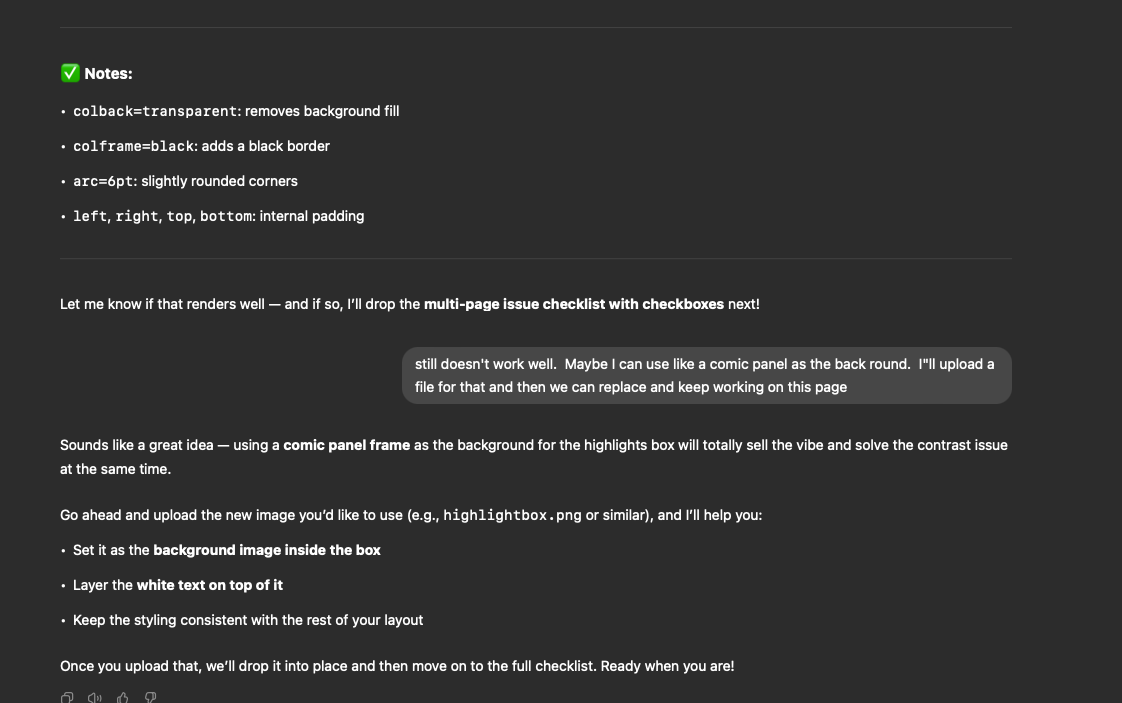 ✅ Notes:
• colback=transparent: removes background fill
• colframe=black: adds a black border
• arc=6pt: slightly rounded corners
• left, right, top, bottom: internal padding
Let me know if that renders well — and if so, I’ll drop the multi-page issue checklist with checkboxes next!
still doesn't work well.  Maybe I can use like a comic panel as the back round.  I"ll upload a
file for that and then we can replace and keep working on this page
Sounds like a great idea — using a comic panel frame as the background for the highlights box will totally sell the vibe and solve the contrast issue
at the same time.
Go ahead and upload the new image you’d like to use (e.g., highlightbox.png or similar), and I’ll help you:
• Set it as the background image inside the box
• Layer the white text on top of it
• Keep the styling consistent with the rest of your layout
Once you upload that, we’ll drop it into place and then move on to the full checklist. Ready when you are!